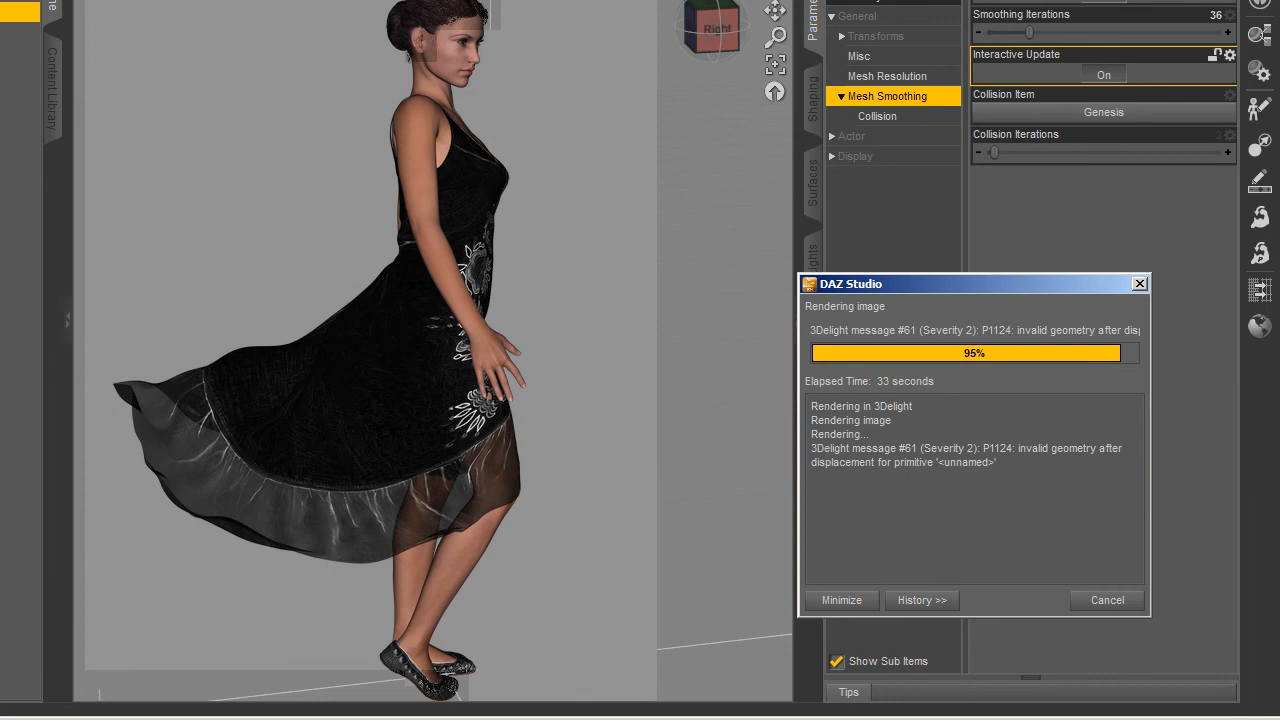 Content Library
Right
Shaping
Surfaces
General
Transforms
Misc
Mesh Resolution
Mesh Smoothing
Collision
Actor
Display
Smoothing Iterations
36
Interactive Update
On
Collision Item
Genesis
Collision Iterations
3
DAZ Studio
Rendering image
3Delight message #61 (Severity 2): P1124: invalid geometry after
95%
Elapsed Time: 33 seconds
Rendering in 3Delight
Rendering image
Rendering...
3Delight message #61 (Severity 2): P1124: invalid geometry after
displacement for primitive '<unnamed>'
Minimize
History >>
Cancel
Show Sub Items
Tips